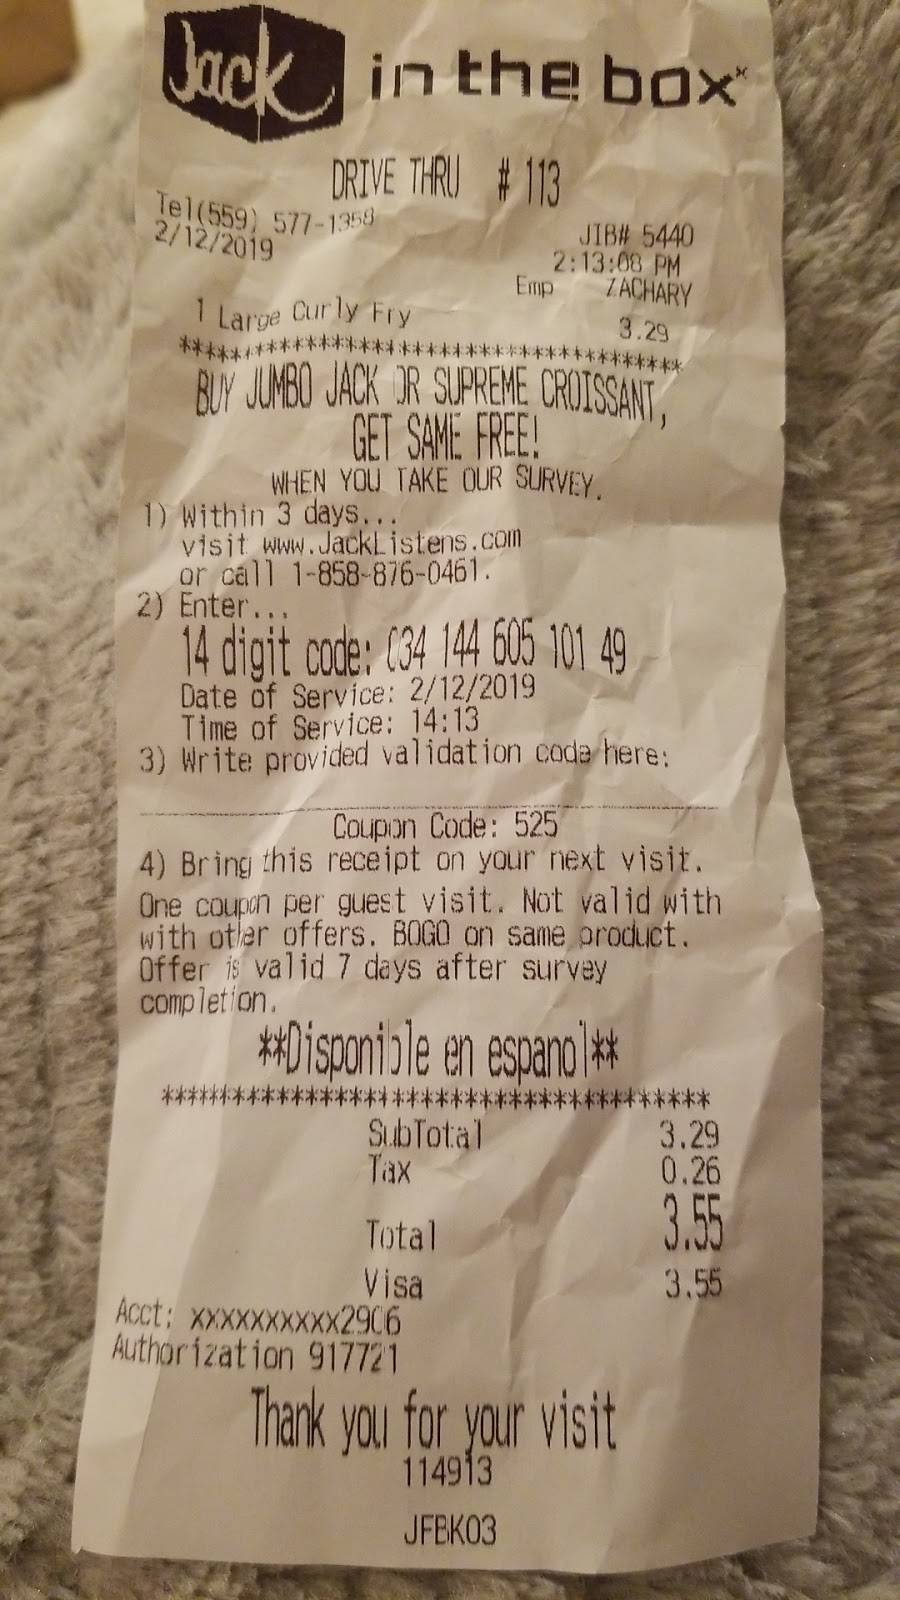 Jack in the box
DRIVE THRU # 113
Tel(559) 577-1358
2/12/2019
JIB# 5440
2:13:08 PM
Emp ZACHARY
1 Large Curly Fry 3.29
****************************************
BUY JUMBO JACK OR SUPREME CROISSANT,
GET SAME FREE!
WHEN YOU TAKE OUR SURVEY.
1) Within 3 days...
visit www.JackListens.com
or call 1-858-876-0461.
2) Enter...
14 digit code: 034 144 605 101 49
Date of Service: 2/12/2019
Time of Service: 14:13
3) Write provided validation code here:
Coupon Code: 525
4) Bring this receipt on your next visit.
One coupon per guest visit. Not valid with
with other offers. BOGO on same product.
Offer is valid 7 days after survey
completion.
**Disponible en espanol**
****************************************
SubTotal 3.29
Tax 0.26
Total 3.55
Visa 3.55
Acct: xxxxxxxxxx2906
Authorization 917721
Thank you for your visit
114913
JFBK03